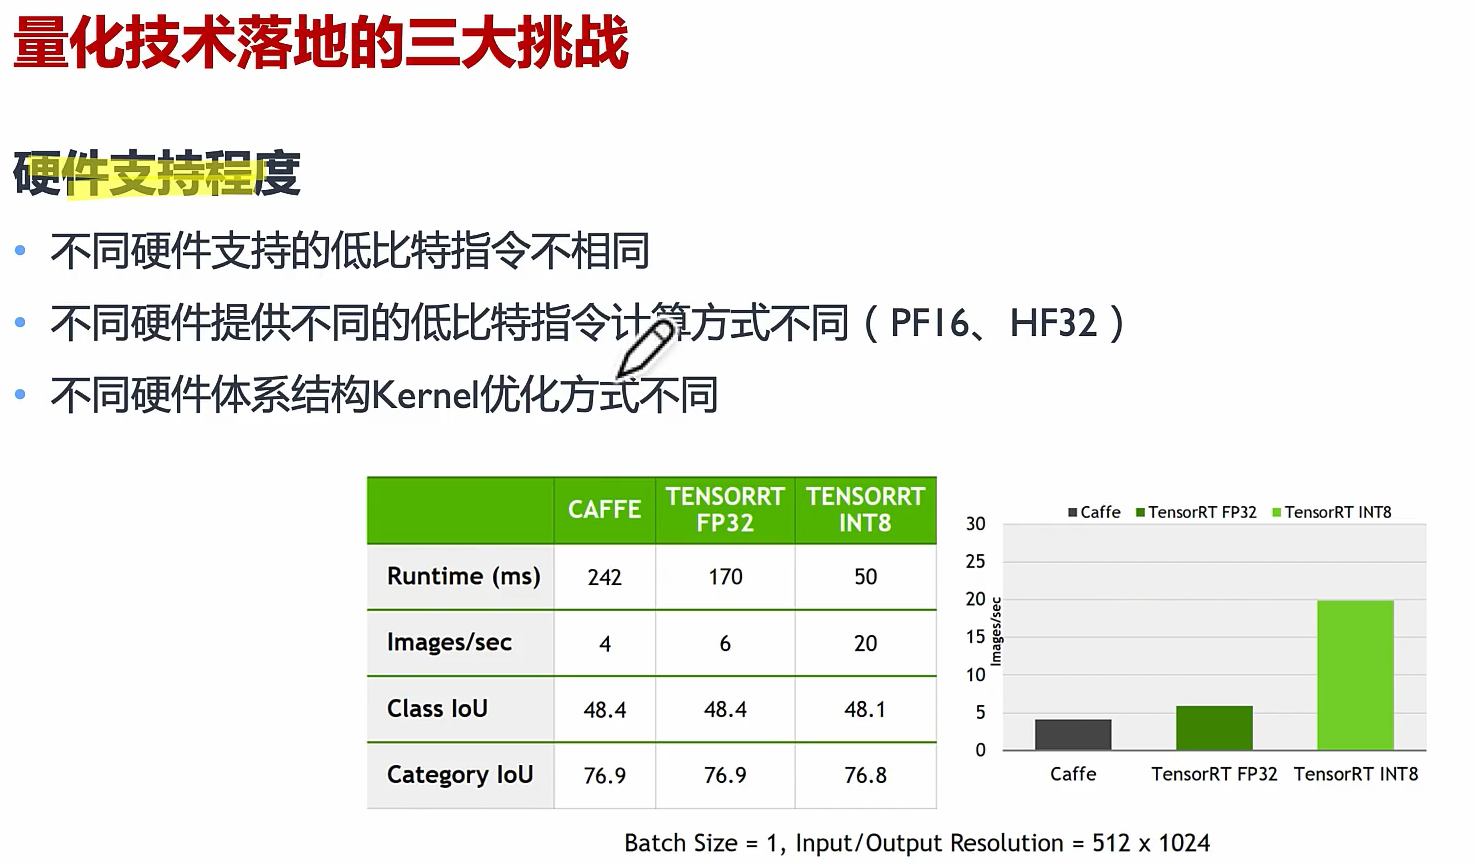 量化技术落地的三大挑战
硬件支持程度
• 不同硬件支持的低比特指令不相同
• 不同硬件提供不同的低比特指令计算方式不同（PF16、HF32）
• 不同硬件体系结构Kernel优化方式不同
CAFFE TENSORRT FP32 TENSORRT INT8
Runtime (ms) 242 170 50
Images/sec 4 6 20
Class IoU 48.4 48.4 48.1
Category IoU 76.9 76.9 76.8
Caffe TensorRT FP32 TensorRT INT8
30
25
20
15
10
5
0
Images/sec
Caffe TensorRT FP32 TensorRT INT8
Batch Size = 1, Input/Output Resolution = 512 x 1024